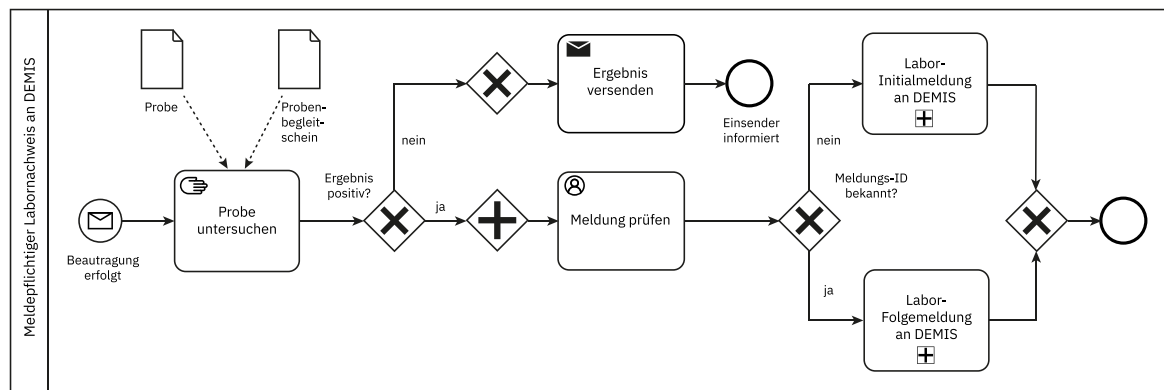 Meldepflichtiger Labornachweis an DEMIS
Probe
Proben-
begleit-
schein
Beautragung
erfolgt
Probe
untersuchen
Ergebnis
positiv?
nein
ja
Ergebnis
versenden
Einsender
informiert
Meldung prüfen
Meldungs-ID
bekannt?
nein
ja
Labor-
Initialmeldung
an DEMIS
Labor-
Folgemeldung
an DEMIS